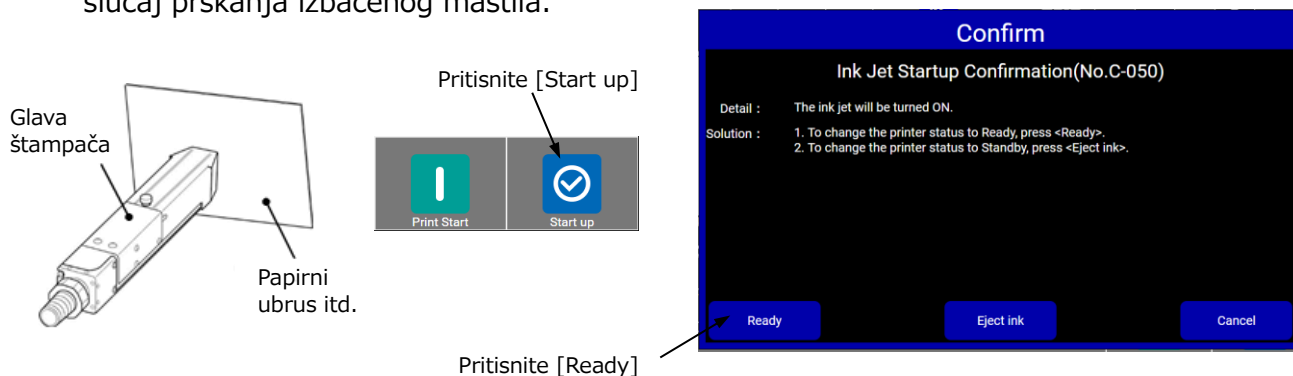 slučaj prskanja izbačenog mastila.
Glava
štampača
Papirni
ubrus itd.
Pritisnite [Start up]
Print Start
Start up
Pritisnite [Ready]
Confirm
Ink Jet Startup Confirmation(No.C-050)
Detail : The ink jet will be turned ON.
Solution : 1. To change the printer status to Ready, press <Ready>.
2. To change the printer status to Standby, press <Eject ink>.
Ready
Eject ink
Cancel